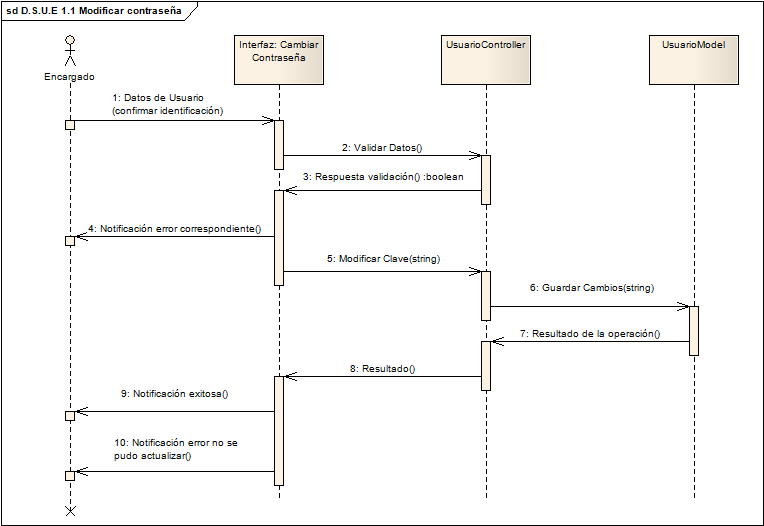 sd D.S.U.E 1.1 Modificar contraseña
Encargado
Interfaz: Cambiar
Contraseña
UsuarioController
UsuarioModel
1: Datos de Usuario
(confirmar identificación)
2: Validar Datos()
3: Respuesta validación() :boolean
4: Notificación error correspondiente()
5: Modificar Clave(string)
6: Guardar Cambios(string)
7: Resultado de la operación()
8: Resultado()
9: Notificación exitosa()
10: Notificación error no se
pudo actualizar()